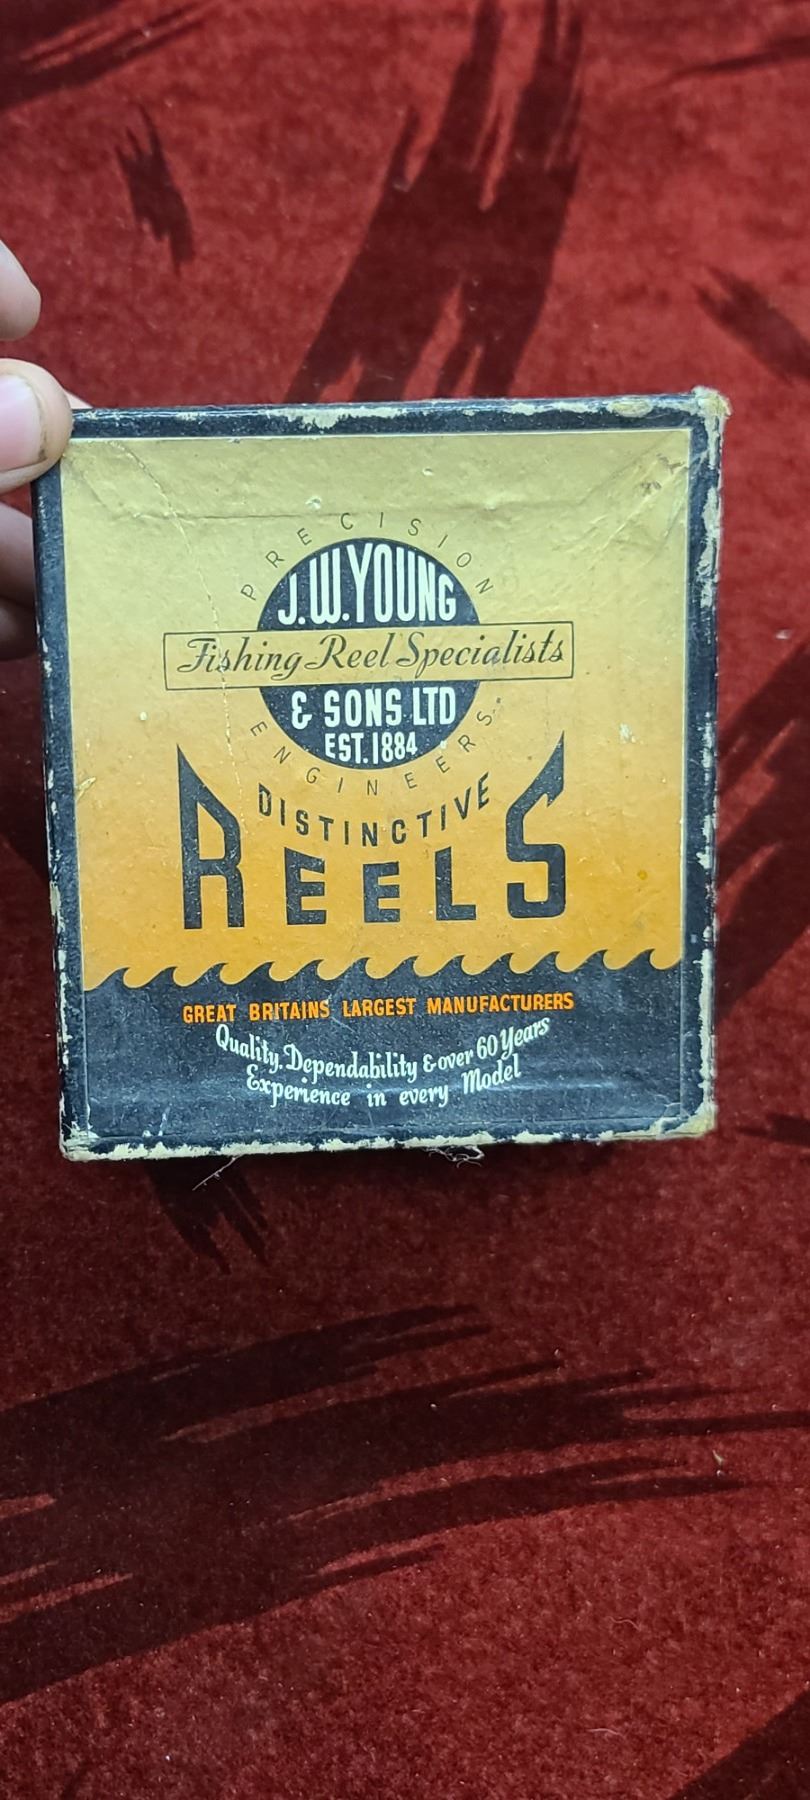 PRECISION
J.W.YOUNG
Fishing Reel Specialists
& SONS LTD
EST.1884
ENGINEERS
DISTINCTIVE
REELS
GREAT BRITAINS LARGEST MANUFACTURERS
Quality, Dependability & over 60 Years
Experience in every Model